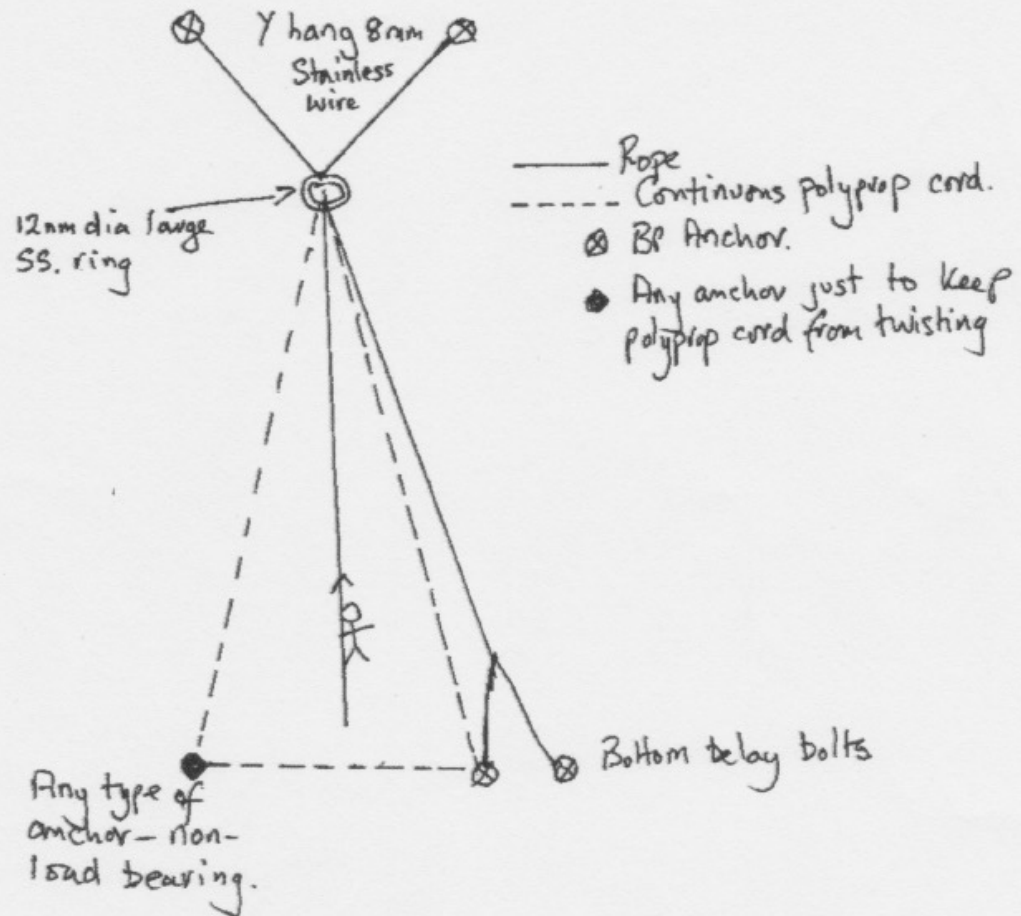 Y hang 8mm
Stainless
wire
12mm dia large
SS. ring
Rope
Continuous polyprop cord.
BP Anchor.
Any anchor just to keep
polyprop cord from twisting
Bottom belay bolts
Any type of
anchor - non-
load bearing.